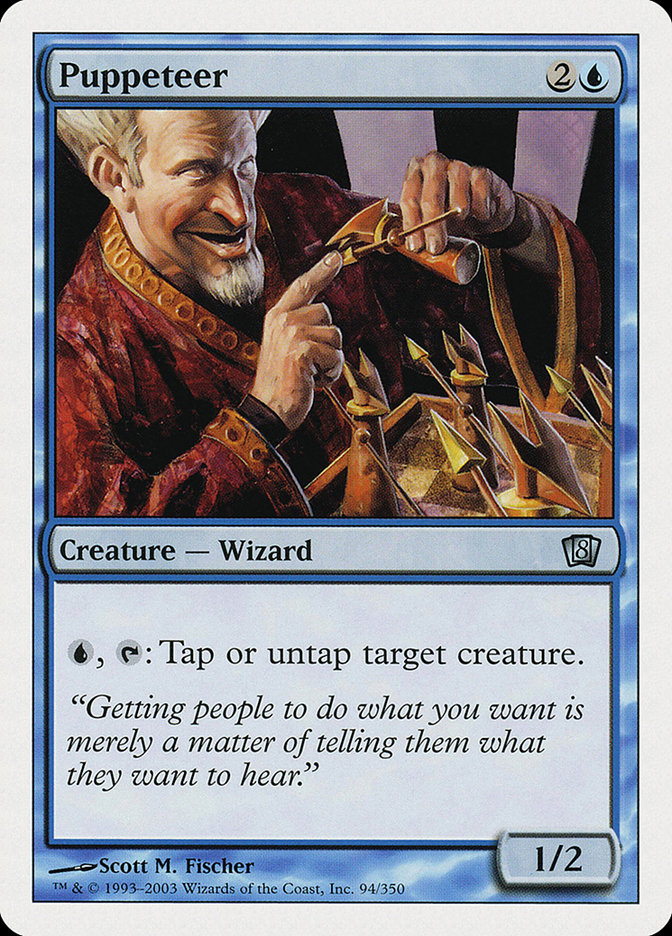 Puppeteer 2
Creature — Wizard 8
, : Tap or untap target creature.
“Getting people to do what you want is
merely a matter of telling them what
they want to hear.”
1/2
Scott M. Fischer
™ & © 1993–2003 Wizards of the Coast, Inc. 94/350